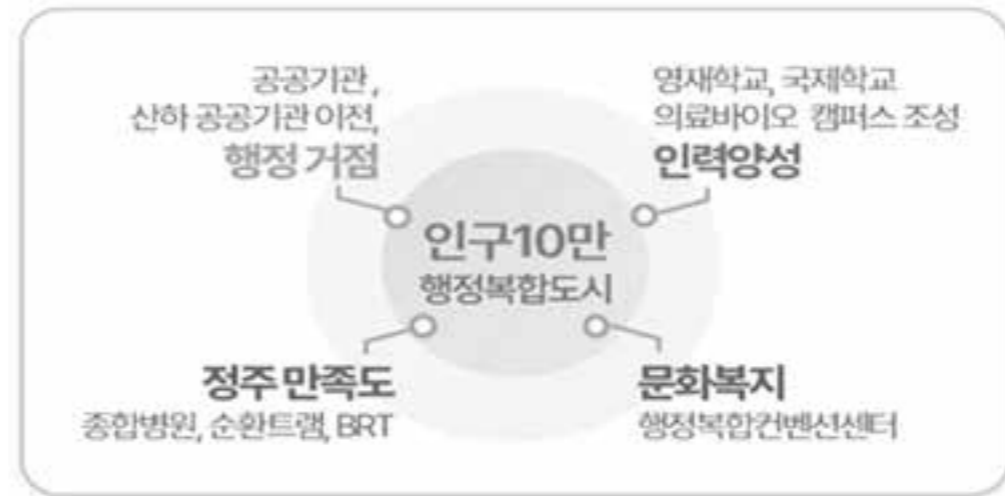 공공기관,
산하 공공기관 이전,
행정 거점
영재학교, 국제학교
의료바이오 캠퍼스 조성
인력양성
인구10만
행정복합도시
정주 만족도
종합병원, 순환트램, BRT
문화복지
행정복합컨벤션센터